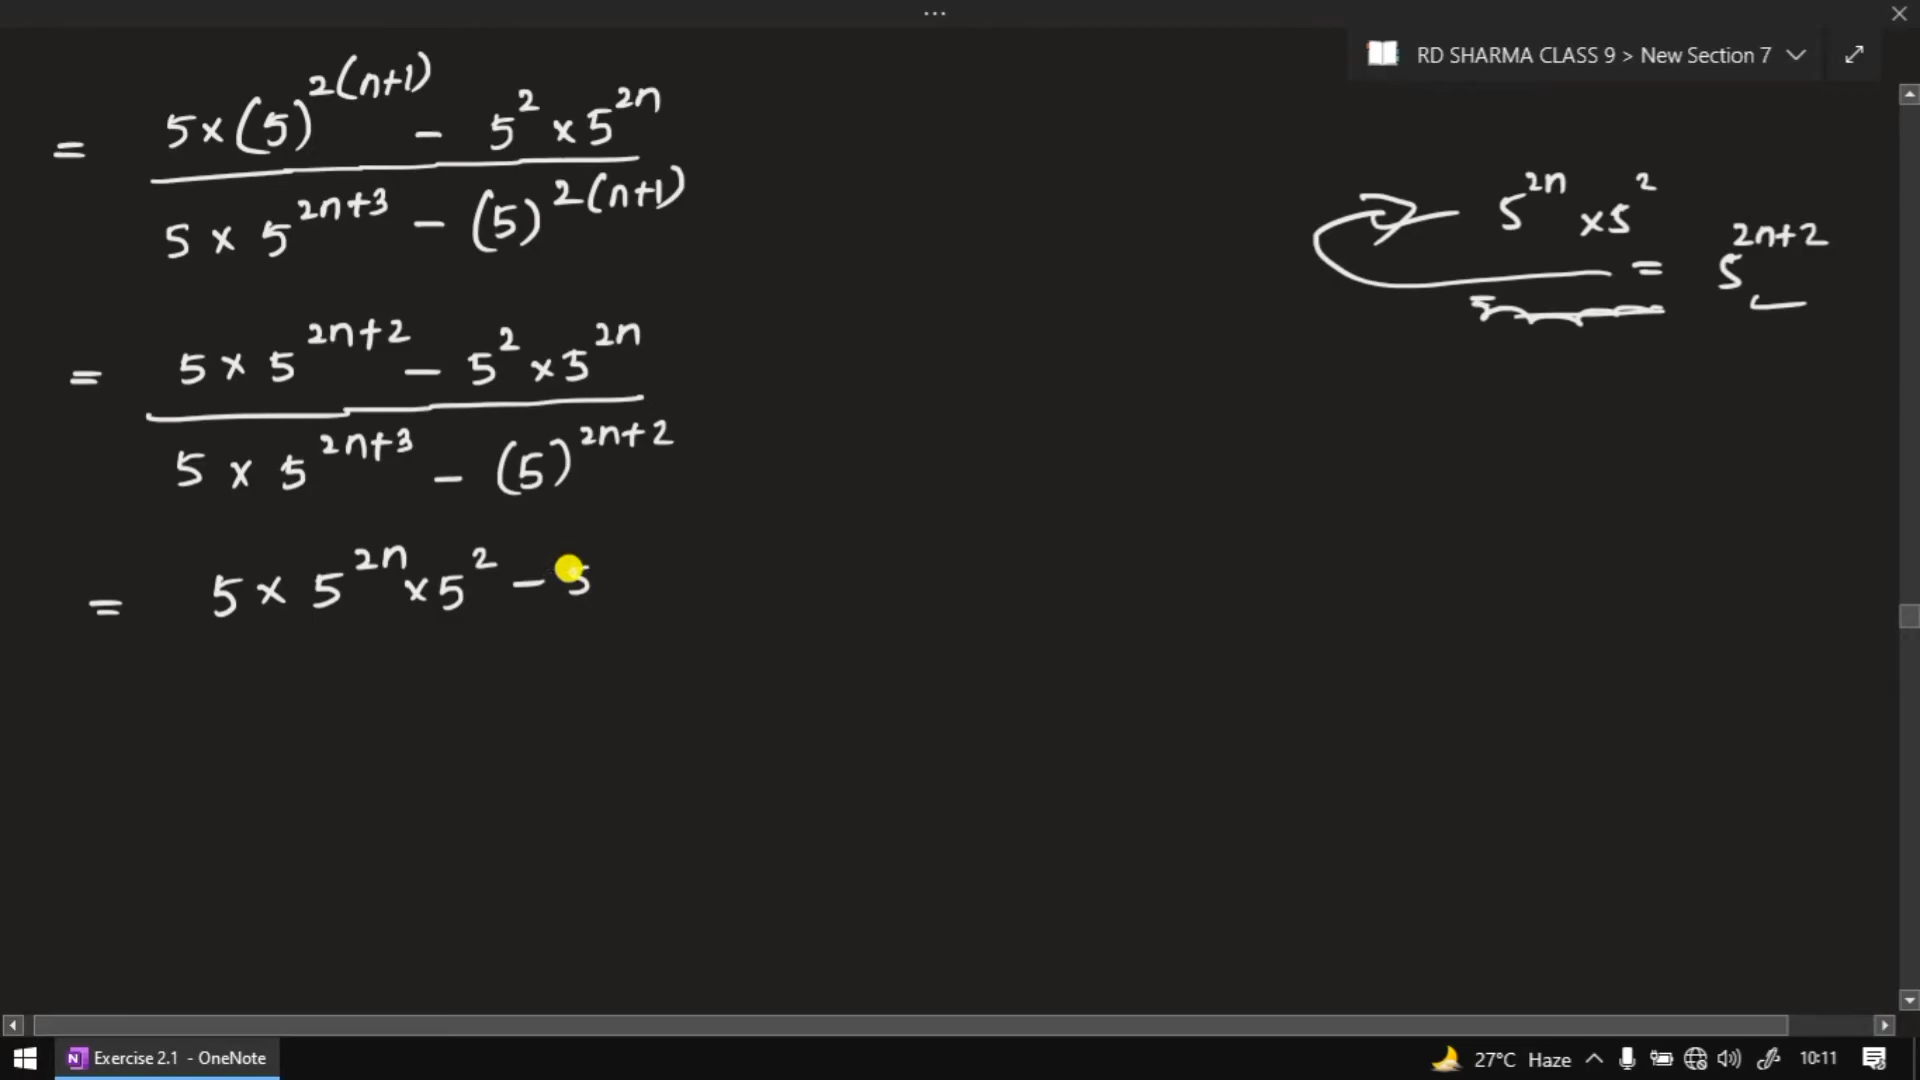 ...
RD SHARMA CLASS 9 > New Section 7
= \frac{5×(5)^{2(n+1)} - 5^2 × 5^{2n}}{5 × 5^{2n+3} - (5)^{2(n+1)}}
5^{2n} × 5^2
= 5^{2n+2}
= \frac{5 × 5^{2n+2} - 5^2 × 5^{2n}}{5 × 5^{2n+3} - (5)^{2n+2}}
= 5 × 5^{2n} × 5^2 - 5
Exercise 2.1 - OneNote
27°C Haze
10:11